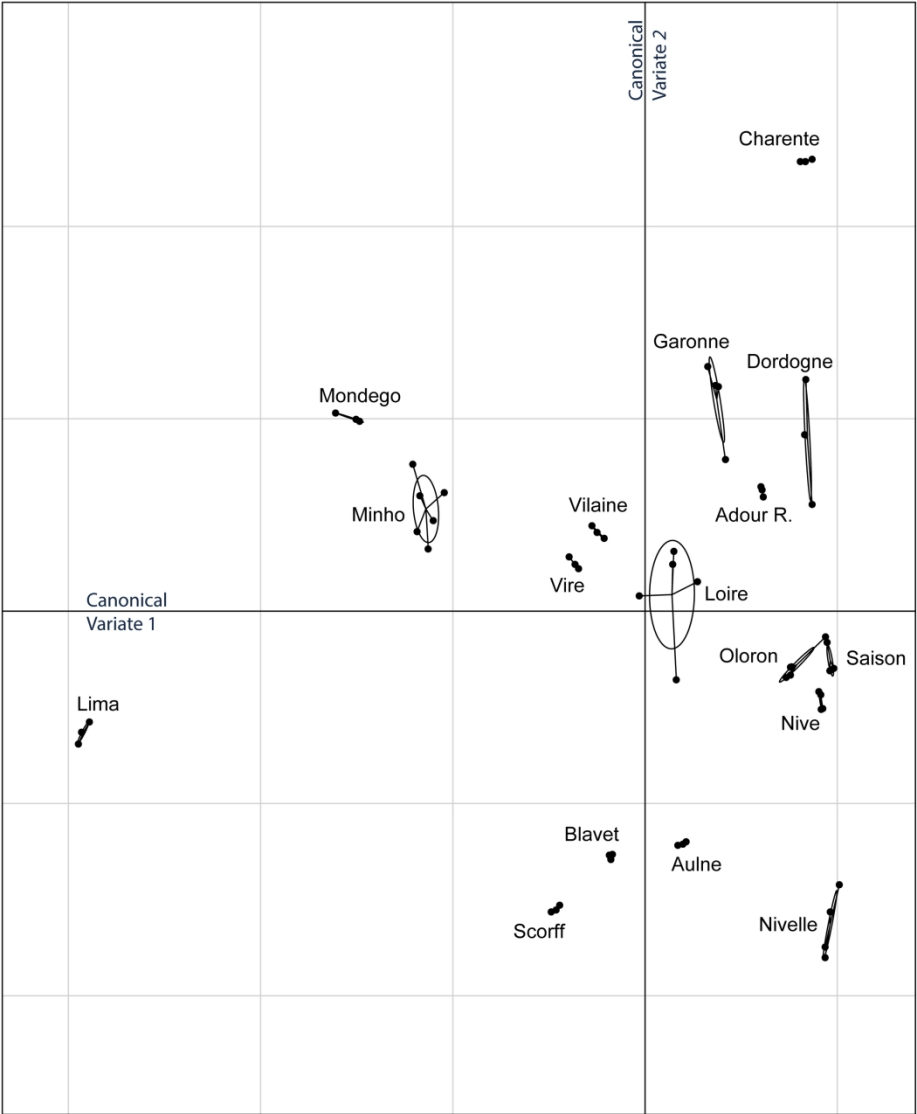 Canonical
Variate 2
Charente
Garonne
Dordogne
Mondego
Minho
Vilaine
Adour R.
Vire
Canonical
Variate 1
Loire
Oloron
Saison
Lima
Nive
Blavet
Aulne
Scorff
Nivelle